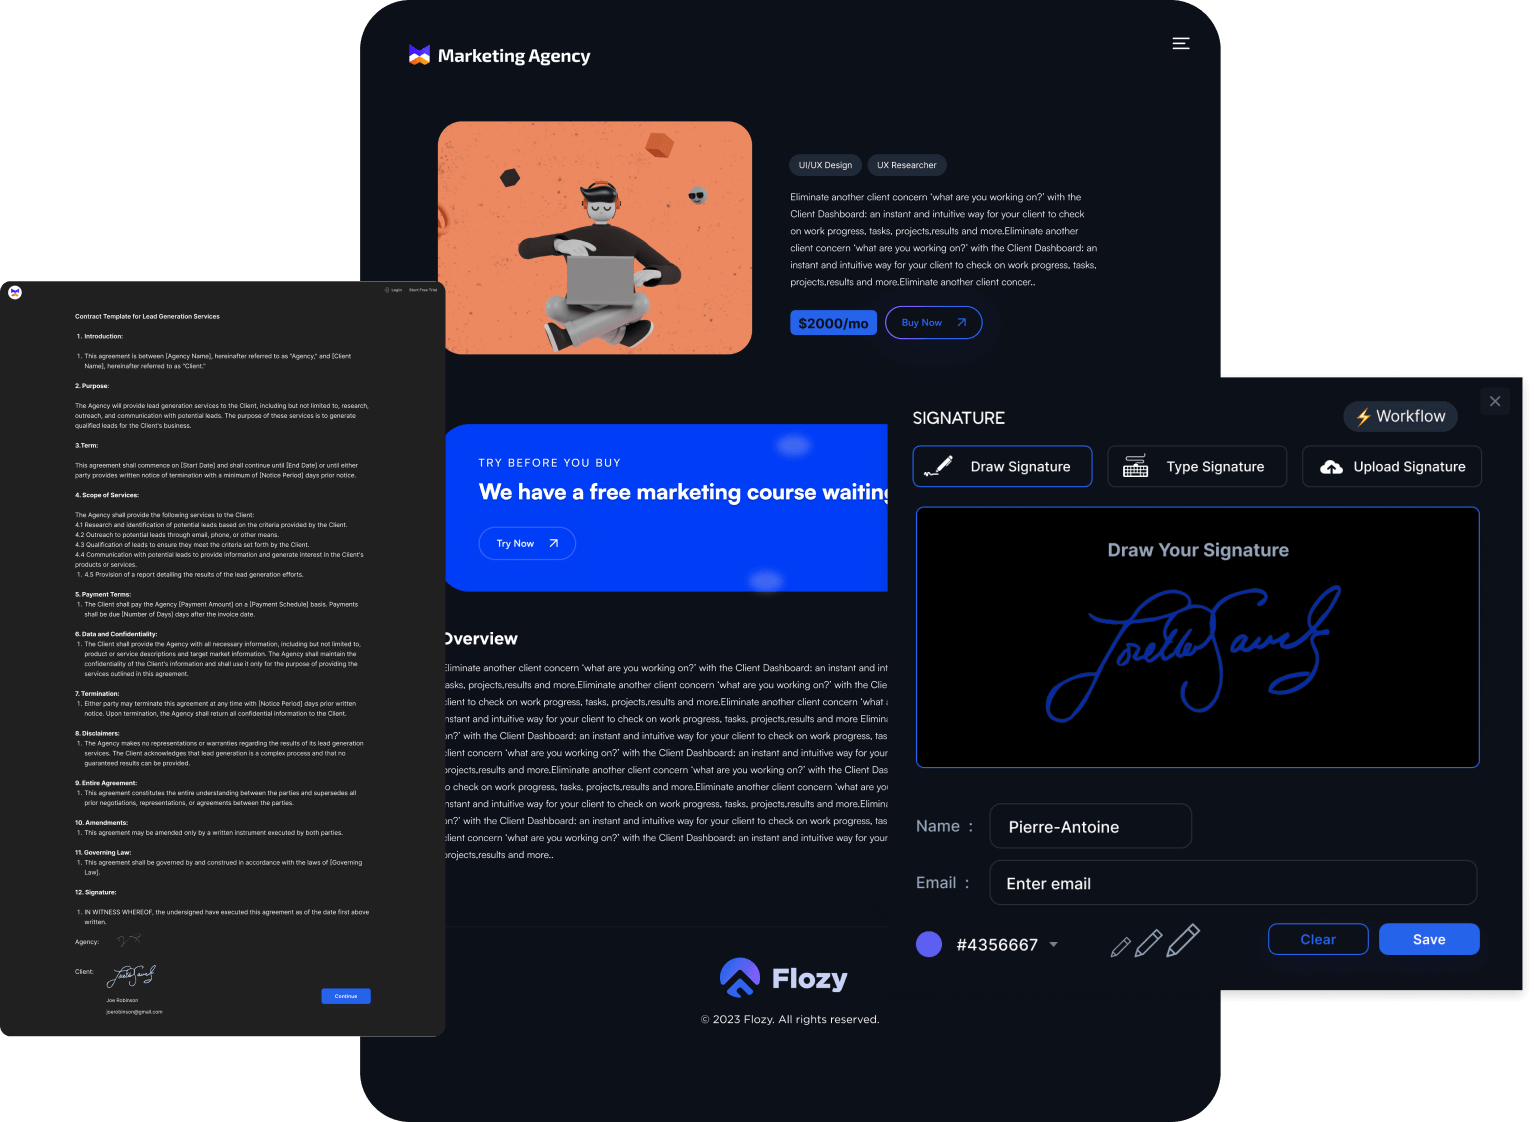 Marketing Agency
UI/UX Design
UX Researcher
Eliminate another client concern ‘what are you working on?’ with the
Client Dashboard: an instant and intuitive way for your client to check
on work progress, tasks, projects,results and more.Eliminate another
client concern ‘what are you working on?’ with the Client Dashboard: an
instant and intuitive way for your client to check on work progress, tasks,
projects,results and more.Eliminate another client concer..
$2000/mo
Buy Now
Login
Start Free Trial
Contract Template for Lead Generation Services
1. Introduction:
1. This agreement is between [Agency Name], hereinafter referred to as "Agency," and [Client
Name], hereinafter referred to as "Client."
2. Purpose:
The Agency will provide lead generation services to the Client, including but not limited to, research,
outreach, and communication with potential leads. The purpose of these services is to generate
qualified leads for the Client's business.
3.Term:
This agreement shall commence on [Start Date] and shall continue until [End Date] or until either
party provides written notice of termination with a minimum of [Notice Period] days prior notice.
4. Scope of Services:
The Agency shall provide the following services to the Client:
4.1 Research and identification of potential leads based on the criteria provided by the Client.
4.2 Outreach to potential leads through email, phone, or other means.
4.3 Qualification of leads to ensure they meet the criteria set forth by the Client.
4.4 Communication with potential leads to provide information and generate interest in the Client's
products or services.
1. 4.5 Provision of a report detailing the results of the lead generation efforts.
5. Payment Terms:
1. The Client shall pay the Agency [Payment Amount] on a [Payment Schedule] basis. Payments
shall be due [Number of Days] days after the invoice date.
6. Data and Confidentiality:
1. The Client shall provide the Agency with all necessary information, including but not limited to,
product or service descriptions and target market information. The Agency shall maintain the
confidentiality of the Client's information and shall use it only for the purpose of providing the
services outlined in this agreement.
7. Termination:
1. Either party may terminate this agreement at any time with [Notice Period] days prior written
notice. Upon termination, the Agency shall return all confidential information to the Client.
8. Disclaimers:
1. The Agency makes no representations or warranties regarding the results of its lead generation
services. The Client acknowledges that lead generation is a complex process and that no
guaranteed results can be provided.
9. Entire Agreement:
1. This agreement constitutes the entire understanding between the parties and supersedes all
prior negotiations, representations, or agreements between the parties.
10. Amendments:
1. This agreement may be amended only by a written instrument executed by both parties.
11. Governing Law:
1. This agreement shall be governed by and construed in accordance with the laws of [Governing
Law].
12. Signature:
1. IN WITNESS WHEREOF, the undersigned have executed this agreement as of the date first above
written.
Agency:
Client:
Joe Robinson
joerobinson@gmail.com
Continue
TRY BEFORE YOU BUY
We have a free marketing course waiting
Try Now
Overview
Eliminate another client concern ‘what are you working on?’ with the Client Dashboard: an instant and int
tasks, projects,results and more.Eliminate another client concern ‘what are you working on?’ with the Clie
client to check on work progress, tasks, projects,results and more.Eliminate another client concern ‘what a
instant and intuitive way for your client to check on work progress, tasks, projects,results and more Elimin
on?’ with the Client Dashboard: an instant and intuitive way for your client to check on work progress, tas
client concern ‘what are you working on?’ with the Client Dashboard: an instant and intuitive way for your
projects,results and more.Eliminate another client concern ‘what are you working on?’ with the Client Das
to check on work progress, tasks, projects,results and more.Eliminate another client concern ‘what are you
instant and intuitive way for your client to check on work progress, tasks, projects,results and more.Elimina
on?’ with the Client Dashboard: an instant and intuitive way for your client to check on work progress, tas
client concern ‘what are you working on?’ with the Client Dashboard: an instant and intuitive way for your
projects,results and more..
SIGNATURE
Workflow
Draw Signature
Type Signature
Upload Signature
Draw Your Signature
Name :
Pierre-Antoine
Email :
Enter email
#4356667
Clear
Save
Flozy
© 2023 Flozy. All rights reserved.